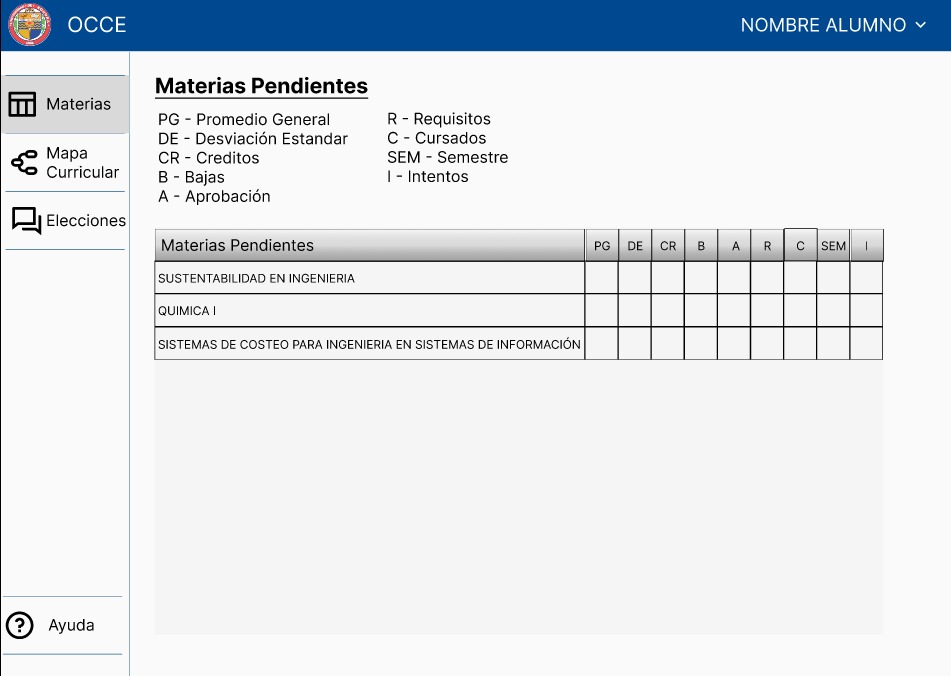 OCCE
NOMBRE ALUMNO
Materias
Mapa
Curricular
Elecciones
Ayuda
Materias Pendientes
PG - Promedio General
DE - Desviación Estandar
CR - Creditos
B - Bajas
A - Aprobación
R - Requisitos
C - Cursados
SEM - Semestre
I - Intentos
Materias Pendientes PG DE CR B A R C SEM I
SUSTENTABILIDAD EN INGENIERIA
QUIMICA I
SISTEMAS DE COSTEO PARA INGENIERIA EN SISTEMAS DE INFORMACIÓN